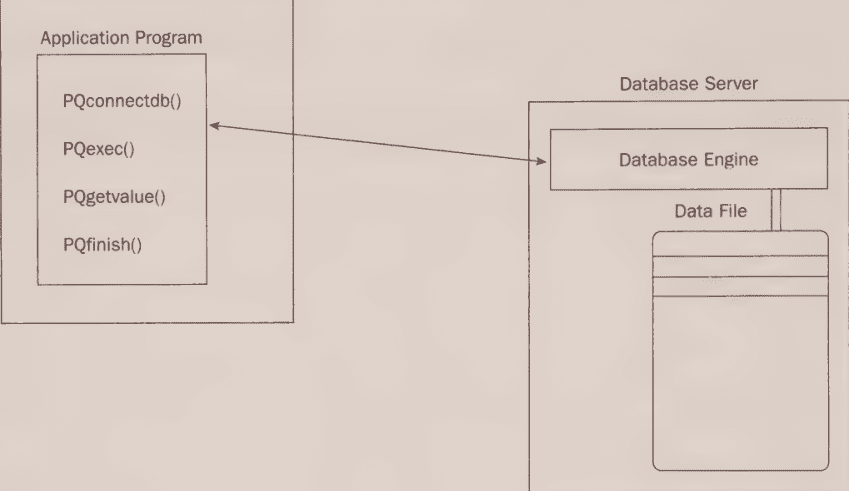 Application Program
PQconnectdb()
PQexec()
PQgetvalue()
PQfinish()
Database Server
Database Engine
Data File